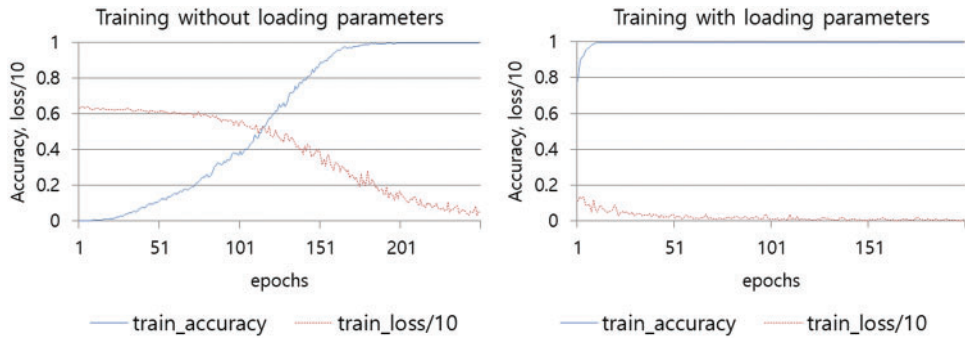 Training without loading parameters
Accuracy, loss/10
1
0.8
0.6
0.4
0.2
0
1 51 101 151 201
epochs
train_accuracy train_loss/10
Training with loading parameters
Accuracy, loss/10
1
0.8
0.6
0.4
0.2
0
1 51 101 151
epochs
train_accuracy train_loss/10